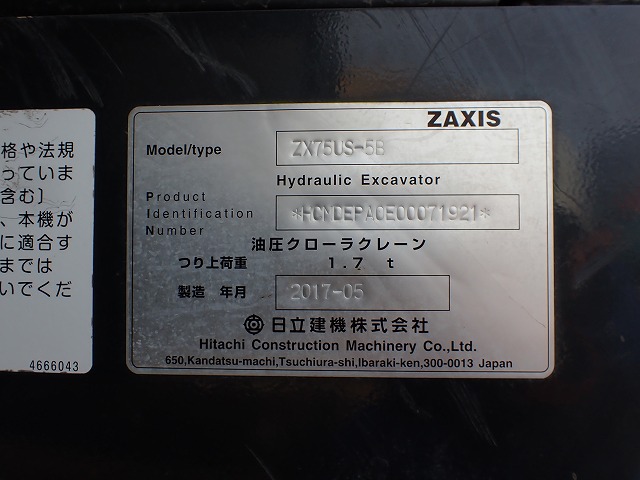 格や法規
っていま
含む〕
、本機が
に適合す
までは
いでくだ
4666043
ZAXIS
Model/type ZX75US-5B
Hydraulic Excavator
Product
Identification *HCMDEPA0E00071921*
Number
油圧クローラクレーン
つり上荷重 1.7 t
製造 年月 2017-05
日立建機株式会社
Hitachi Construction Machinery Co.,Ltd.
650,Kandatsu-machi,Tsuchiura-shi,Ibaraki-ken,300-0013 Japan